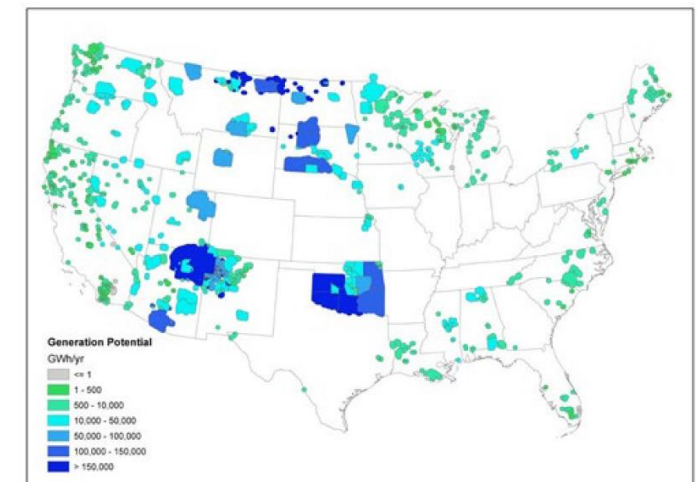 Generation Potential
GWh/yr
<= 1
1 - 500
500 - 10,000
10,000 - 50,000
50,000 - 100,000
100,000 - 150,000
> 150,000